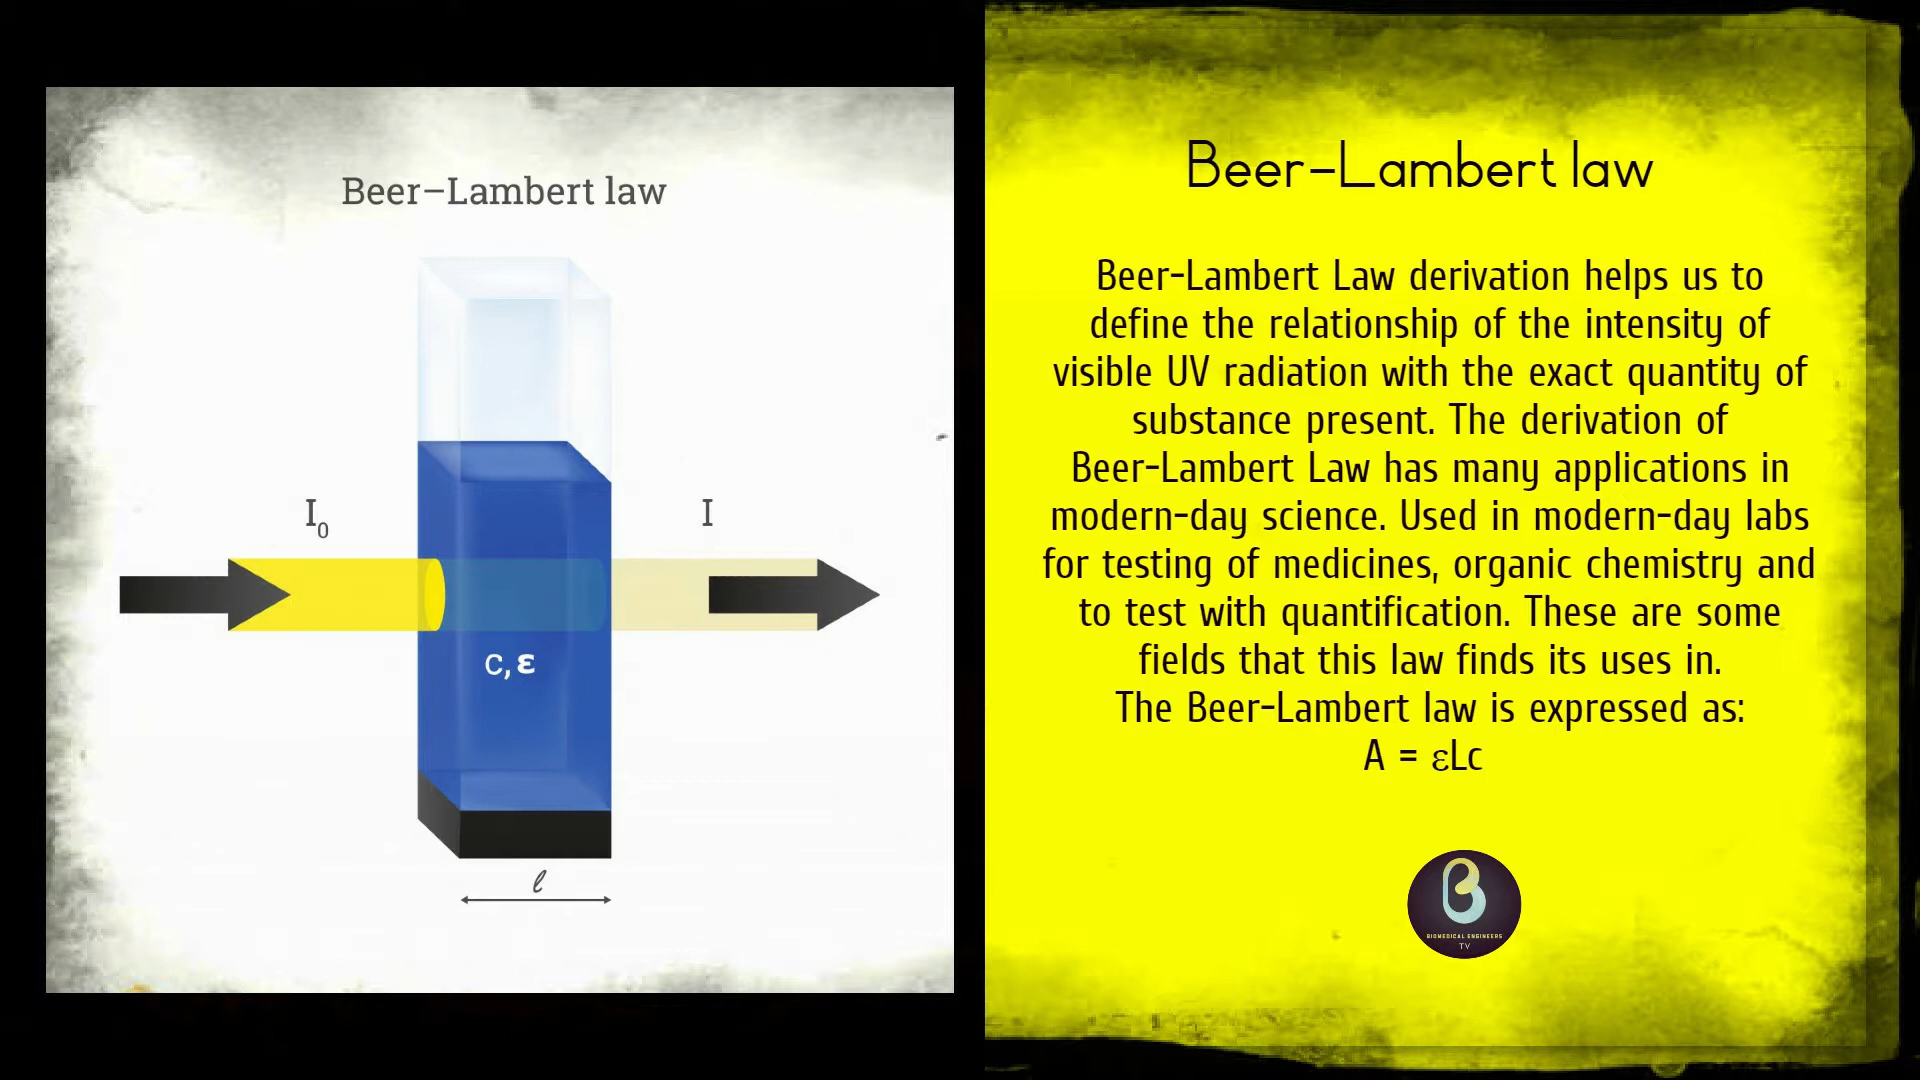 Beer–Lambert law
I0
I
c, ε
ℓ
Beer–Lambert law
Beer-Lambert Law derivation helps us to
define the relationship of the intensity of
visible UV radiation with the exact quantity of
substance present. The derivation of
Beer-Lambert Law has many applications in
modern-day science. Used in modern-day labs
for testing of medicines, organic chemistry and
to test with quantification. These are some
fields that this law finds its uses in.
The Beer-Lambert law is expressed as:
A = εLc
BIOMEDICAL ENGINEERS
TV